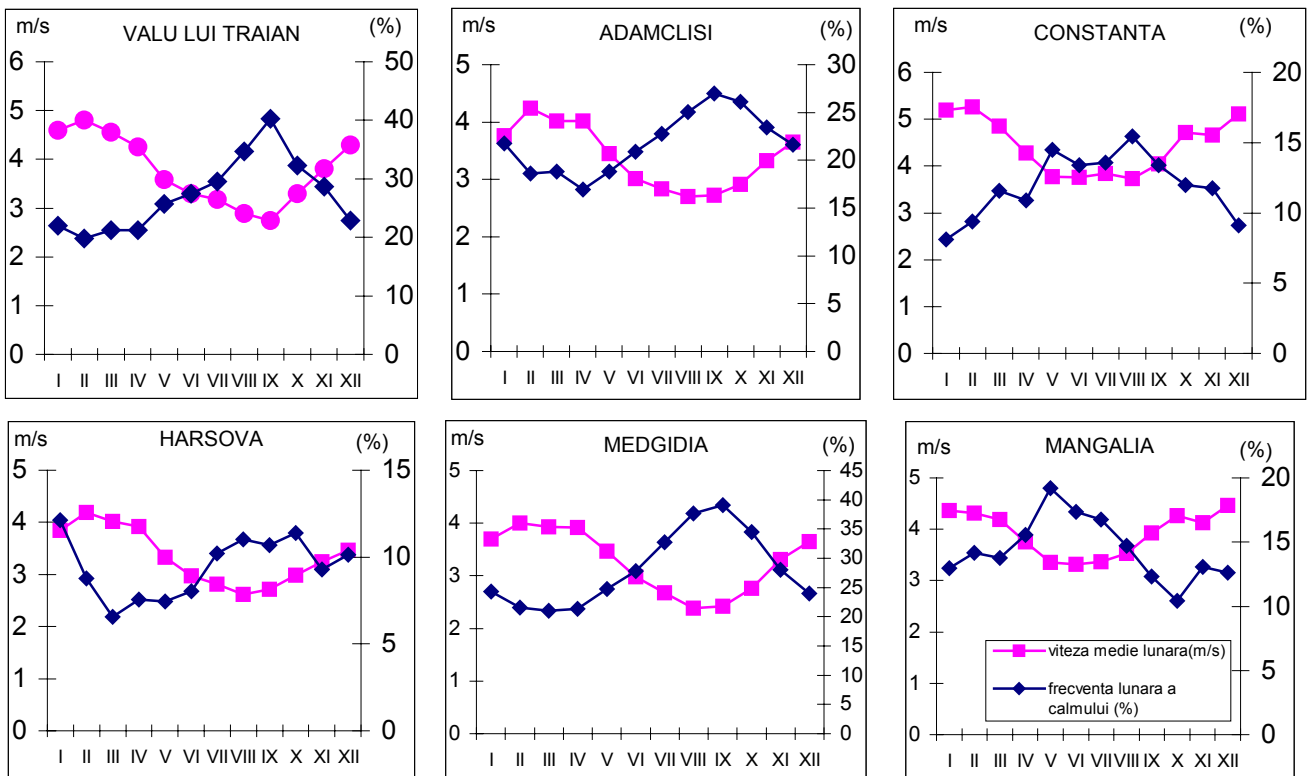 m/s VALU LUI TRAIAN (%)
6 50
5 40
4 30
3
2 20
1 10
0 0
I II III IV V VI VII VIII IX X XI XII
m/s ADAMCLISI (%)
5 30
4 25
3 20
15
2 10
1 5
0 0
I II III IV V VI VII VIII IX X XI XII
m/s CONSTANTA (%)
6 20
5 15
4
3 10
2 5
1
0 0
I II III IV V VI VII VIII IX X XI XII
m/s HARSOVA (%)
5 15
4
3 10
2 5
1
0 0
I II III IV V VI VII VIII IX X XI XII
m/s MEDGIDIA (%)
5 45
40
4 35
3 30
25
2 20
15
1 10
5
0 0
I II III IV V VI VII VIII IX X XI XII
m/s MANGALIA (%)
5 20
4 15
3
2 10
1 5
0 0
viteza medie lunara(m/s)
frecventa lunara a
calmului (%)
I II III IV V VI VII VIII IX X XI XII